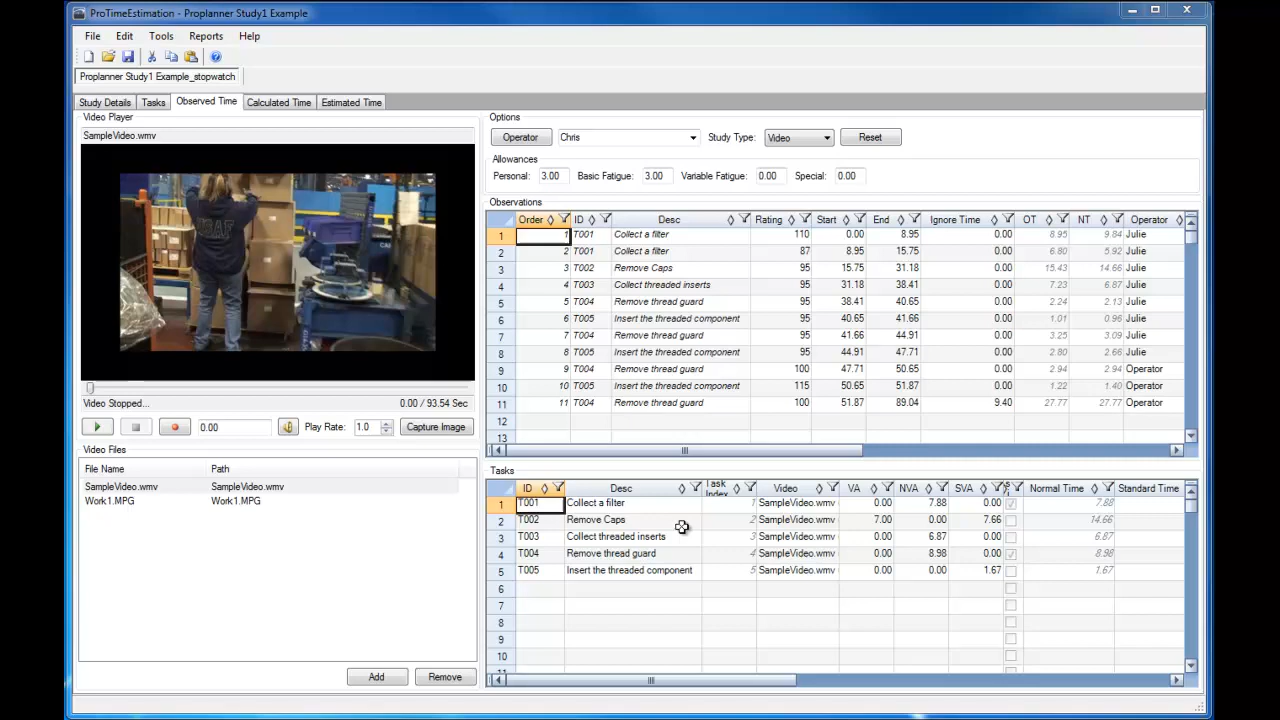 ProTimeEstimation - Proplanner Study1 Example
File Edit Tools Reports Help
Proplanner Study1 Example_stopwatch
Study Details Tasks Observed Time Calculated Time Estimated Time
Video Player
SampleVideo.wmv
Video Stopped... 0.00 / 93.54 Sec
0.00 Play Rate: 1.0 Capture Image
Video Files
File Name Path
SampleVideo.wmv SampleVideo.wmv
Work1.MPG Work1.MPG
Add Remove
Options
Operator Chris Study Type: Video Reset
Allowances
Personal: 3.00 Basic Fatigue: 3.00 Variable Fatigue: 0.00 Special: 0.00
Observations
Order ID Desc Rating Start End Ignore Time OT NT Operator
1 1 T001 Collect a filter 110 0.00 8.95 0.00 8.95 9.84 Julie
2 2 T001 Collect a filter 87 8.95 15.75 0.00 6.80 5.92 Julie
3 3 T002 Remove Caps 95 15.75 31.18 0.00 15.43 14.66 Julie
4 4 T003 Collect threaded inserts 95 31.18 38.41 0.00 7.23 6.87 Julie
5 5 T004 Remove thread guard 95 38.41 40.65 0.00 2.24 2.13 Julie
6 6 T005 Insert the threaded component 95 40.65 41.66 0.00 1.01 0.96 Julie
7 7 T004 Remove thread guard 95 41.66 44.91 0.00 3.25 3.09 Julie
8 8 T005 Insert the threaded component 95 44.91 47.71 0.00 2.80 2.66 Julie
9 9 T004 Remove thread guard 100 47.71 50.65 0.00 2.94 2.94 Operator
10 10 T005 Insert the threaded component 115 50.65 51.87 0.00 1.22 1.40 Operator
11 11 T004 Remove thread guard 100 51.87 89.04 9.40 27.77 27.77 Operator
12
13
Tasks
ID Desc Task Index Video VA NVA SVA Normal Time Standard Time
1 T001 Collect a filter 1 SampleVideo.wmv 0.00 7.88 0.00 7.88
2 T002 Remove Caps 2 SampleVideo.wmv 7.00 0.00 7.66 14.66
3 T003 Collect threaded inserts 3 SampleVideo.wmv 0.00 6.87 0.00 6.87
4 T004 Remove thread guard 4 SampleVideo.wmv 0.00 8.98 0.00 8.98
5 T005 Insert the threaded component 5 SampleVideo.wmv 0.00 0.00 1.67 1.67
6
7
8
9
10
11